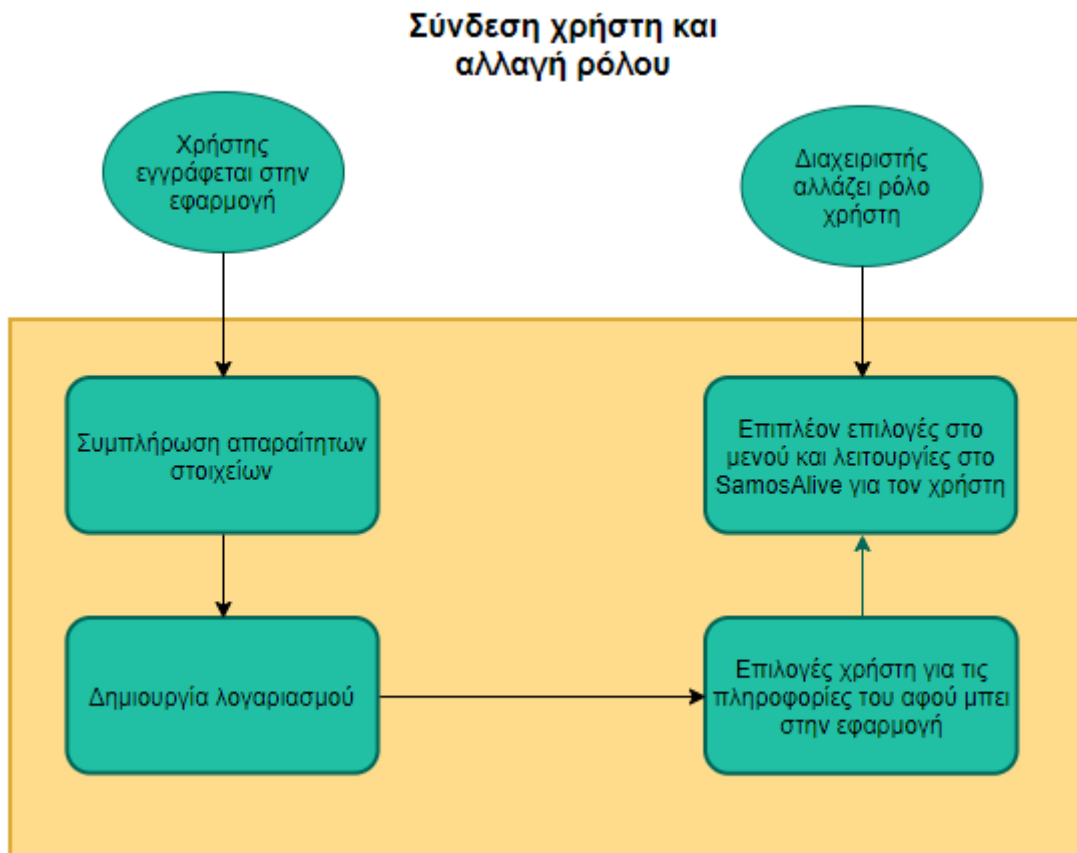 Σύνδεση χρήστη και
αλλαγή ρόλου
Χρήστης
εγγράφεται στην
εφαρμογή
Διαχειριστής
αλλάζει ρόλο
χρήστη
Συμπλήρωση απαραίτητων
στοιχείων
Επιπλέον επιλογές στο
μενού και λειτουργίες στο
SamosAlive για τον χρήστη
Δημιουργία λογαριασμού
Επιλογές χρήστη για τις
πληροφορίες του αφού μπει
στην εφαρμογή